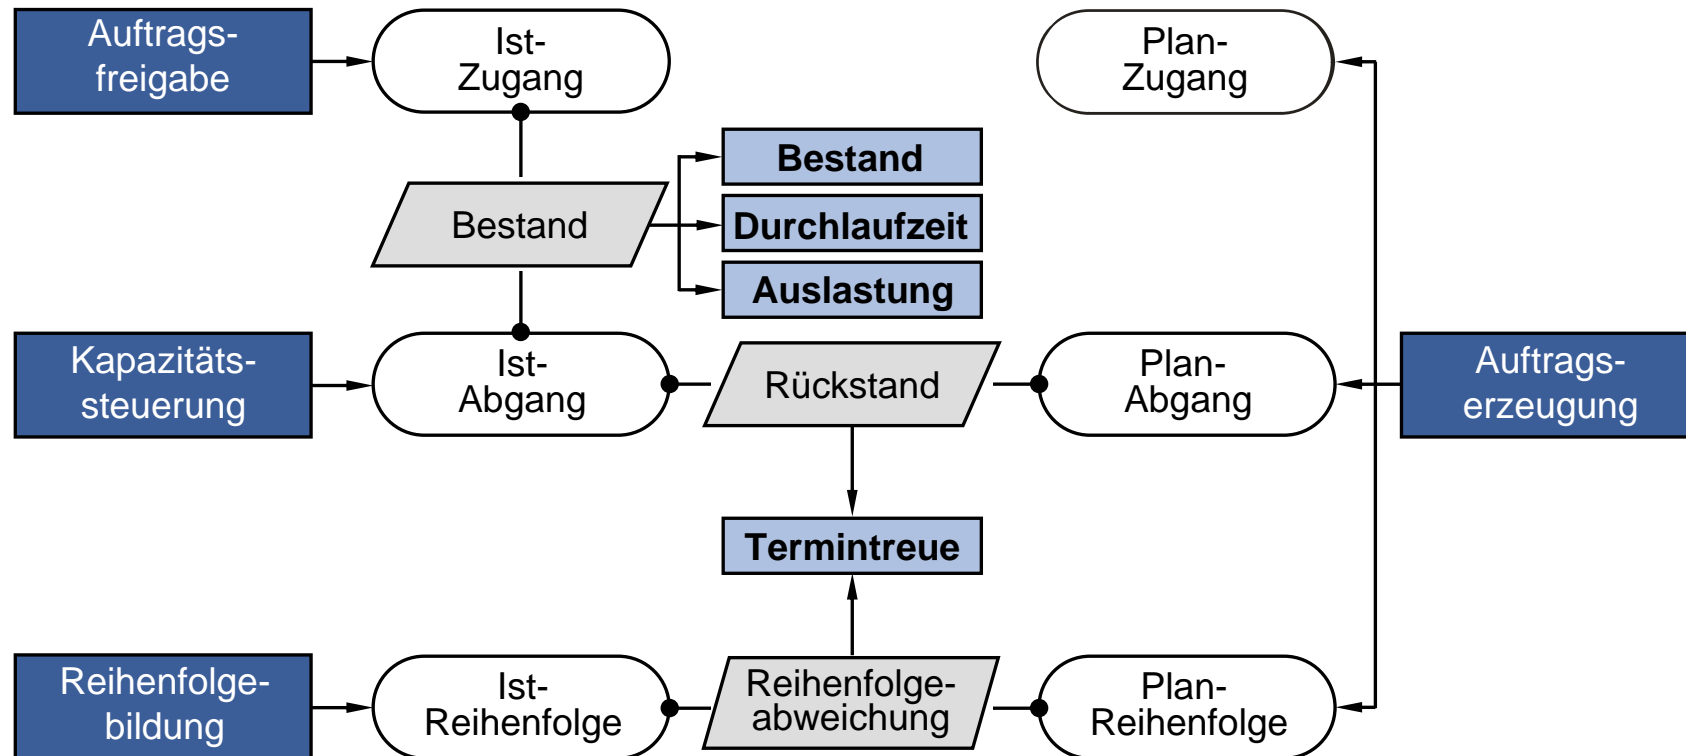 Auftrags-
freigabe
Ist-
Zugang
Plan-
Zugang
Bestand
Durchlaufzeit
Auslastung
Bestand
Kapazitäts-
steuerung
Ist-
Abgang
Rückstand
Plan-
Abgang
Auftrags-
erzeugung
Termintreue
Reihenfolge-
bildung
Ist-
Reihenfolge
Reihenfolge-
abweichung
Plan-
Reihenfolge